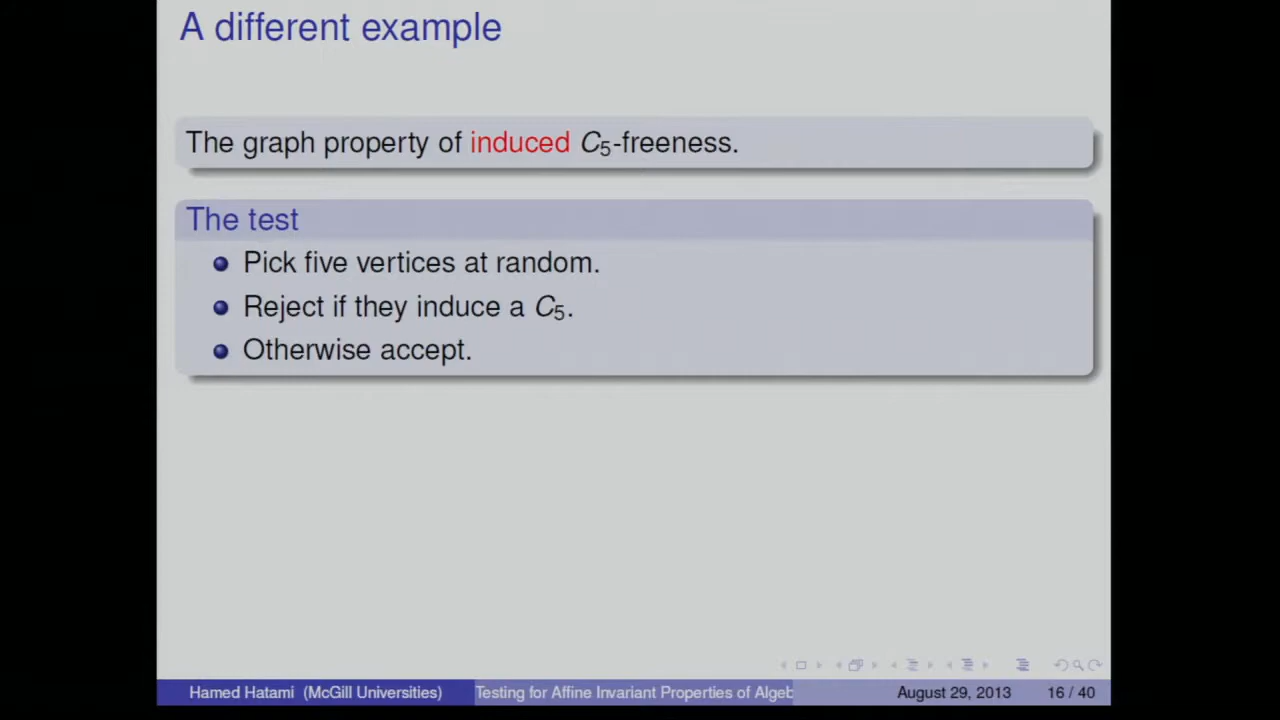 A different example
The graph property of induced C₅-freeness.
The test
Pick five vertices at random.
Reject if they induce a C₅.
Otherwise accept.
Hamed Hatami (McGill Universities)
Testing for Affine Invariant Properties of Algeb
August 29, 2013
16 / 40